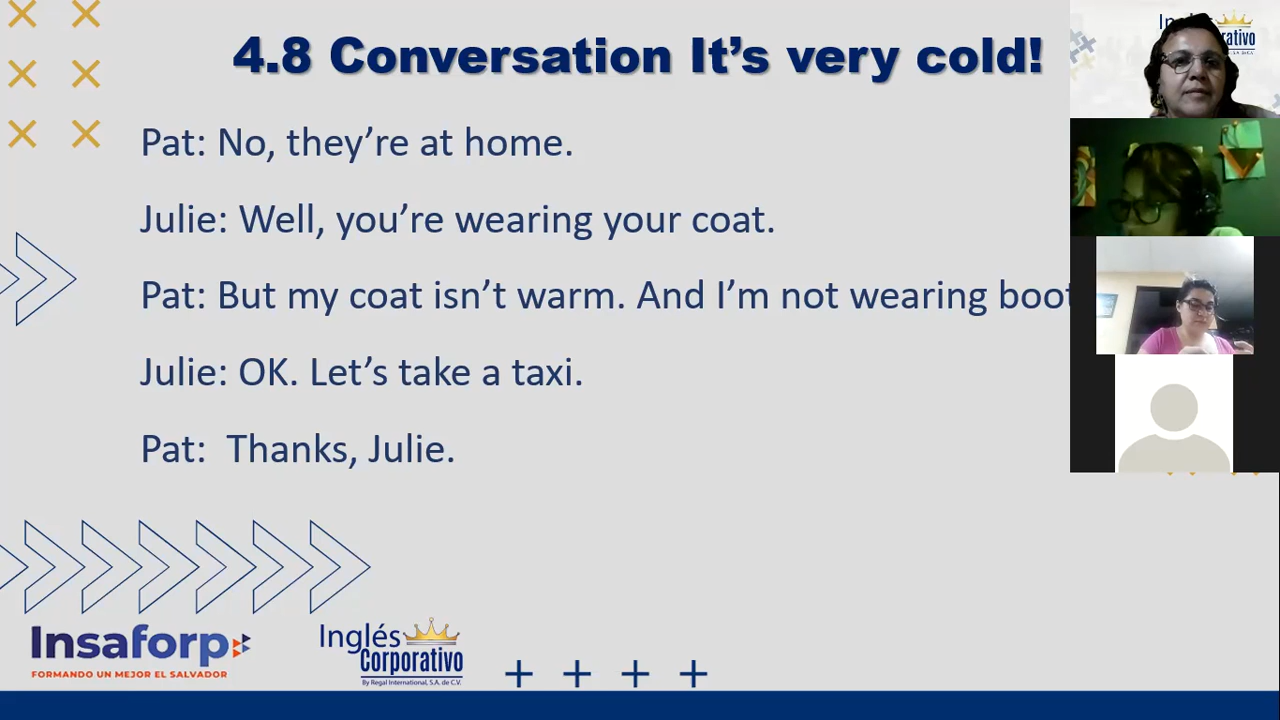 4.8 Conversation It's very cold!
Pat: No, they're at home.
Julie: Well, you're wearing your coat.
Pat: But my coat isn't warm. And I'm not wearing
Julie: OK. Let's take a taxi.
Pat: Thanks, Julie.
Insaforp
FORMANDO UN MEJOR EL SALVADOR
Inglés
Corporativo
By Regal International, S.A. de C.V.